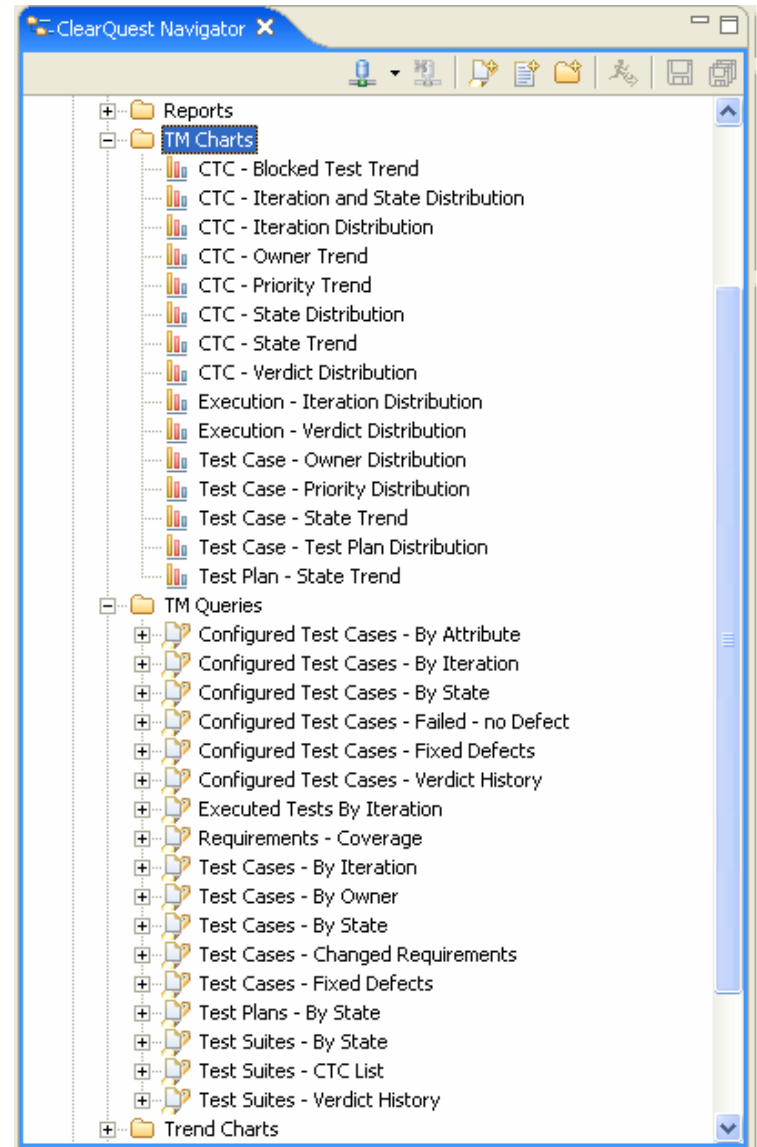 ClearQuest Navigator
Reports
TM Charts
CTC - Blocked Test Trend
CTC - Iteration and State Distribution
CTC - Iteration Distribution
CTC - Owner Trend
CTC - Priority Trend
CTC - State Distribution
CTC - State Trend
CTC - Verdict Distribution
Execution - Iteration Distribution
Execution - Verdict Distribution
Test Case - Owner Distribution
Test Case - Priority Distribution
Test Case - State Trend
Test Case - Test Plan Distribution
Test Plan - State Trend
TM Queries
Configured Test Cases - By Attribute
Configured Test Cases - By Iteration
Configured Test Cases - By State
Configured Test Cases - Failed - no Defect
Configured Test Cases - Fixed Defects
Configured Test Cases - Verdict History
Executed Tests By Iteration
Requirements - Coverage
Test Cases - By Iteration
Test Cases - By Owner
Test Cases - By State
Test Cases - Changed Requirements
Test Cases - Fixed Defects
Test Plans - By State
Test Suites - By State
Test Suites - CTC List
Test Suites - Verdict History
Trend Charts